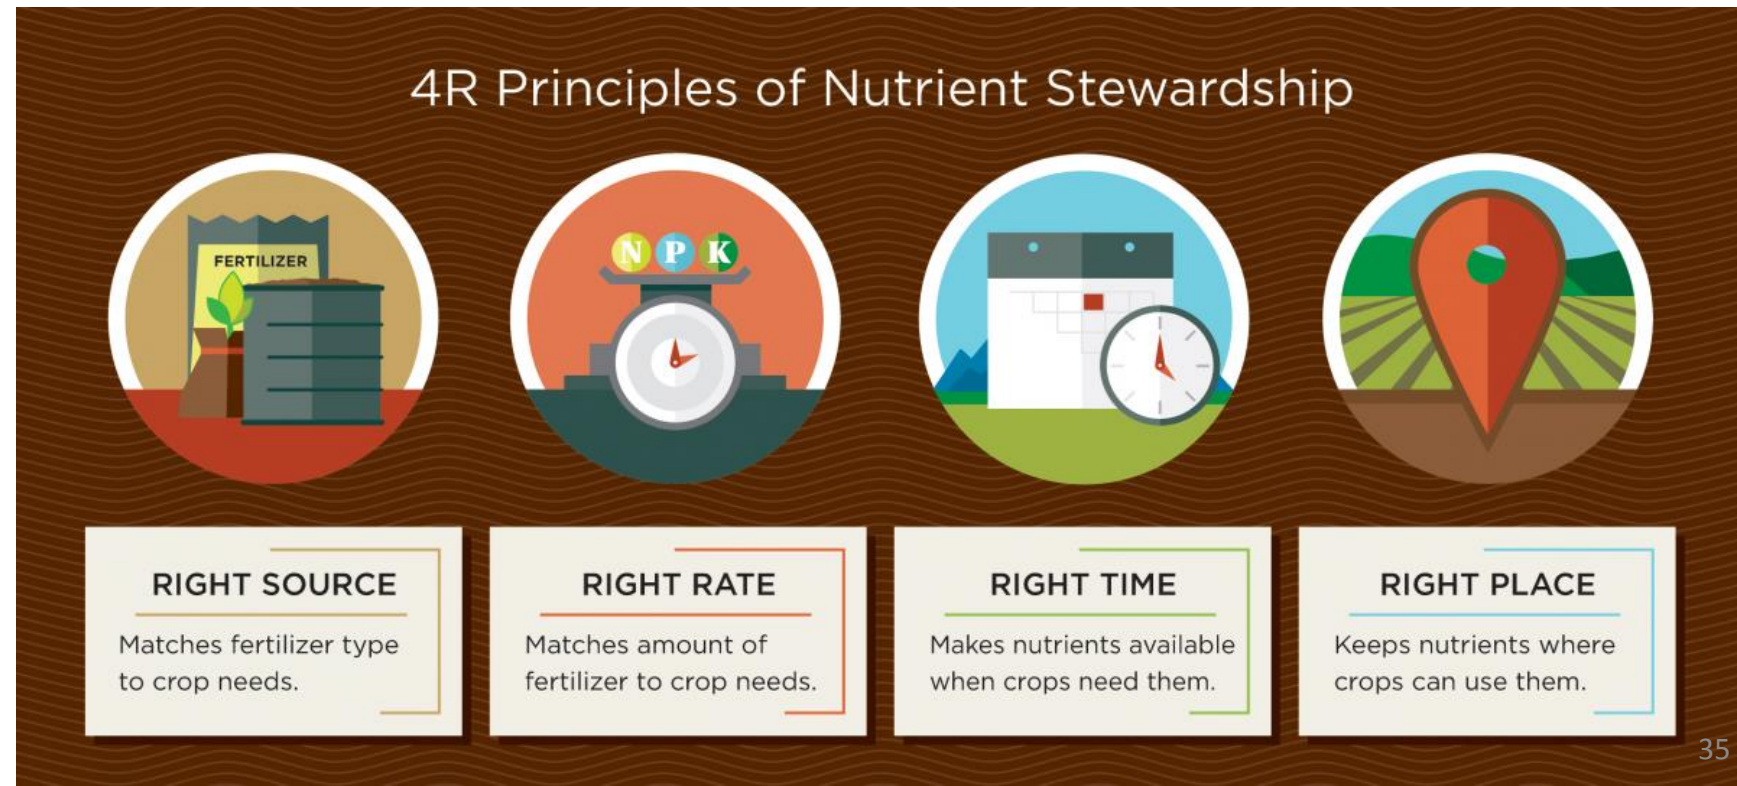 4R Principles of Nutrient Stewardship
FERTILIZER
N P K
RIGHT SOURCE
Matches fertilizer type
to crop needs.
RIGHT RATE
Matches amount of
fertilizer to crop needs.
RIGHT TIME
Makes nutrients available
when crops need them.
RIGHT PLACE
Keeps nutrients where
crops can use them.
35